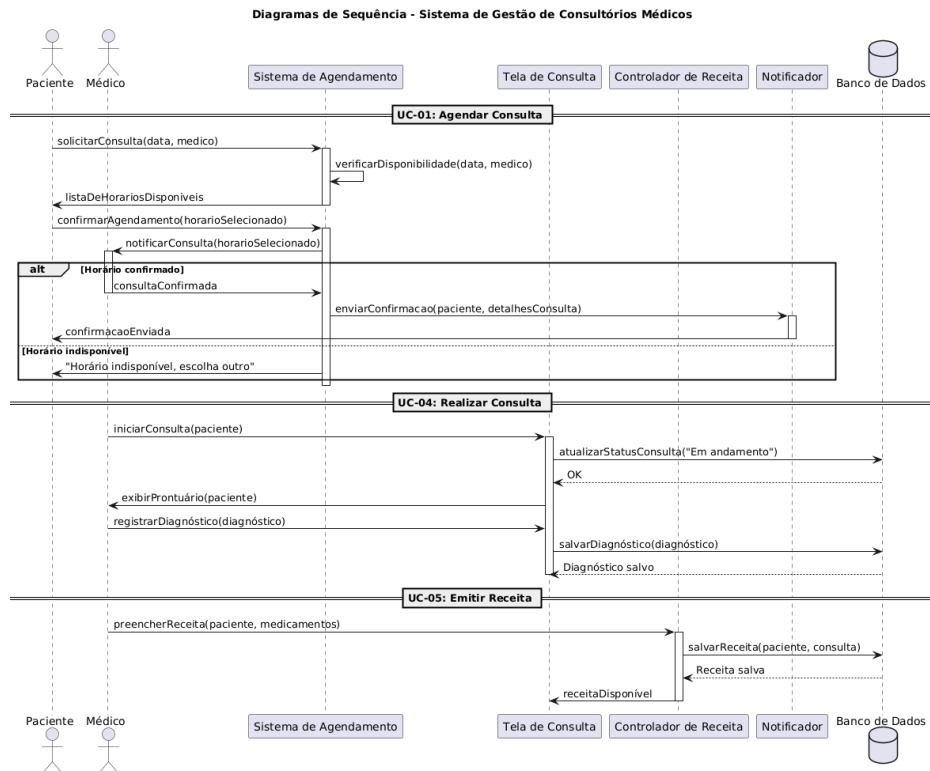 Diagramas de Sequência - Sistema de Gestão de Consultórios Médicos
Paciente
Médico
Sistema de Agendamento
Tela de Consulta
Controlador de Receita
Notificador
Banco de Dados
UC-01: Agendar Consulta
solicitarConsulta(data, medico)
verificarDisponibilidade(data, medico)
listaDeHorariosDisponiveis
confirmarAgendamento(horarioSelecionado)
notificarConsulta(horarioSelecionado)
alt
[Horário confirmado]
consultaConfirmada
enviarConfirmacao(paciente, detalhesConsulta)
confirmacaoEnviada
[Horário indisponível]
"Horário indisponível, escolha outro"
UC-04: Realizar Consulta
iniciarConsulta(paciente)
atualizarStatusConsulta("Em andamento")
OK
exibirProntuário(paciente)
registrarDiagnóstico(diagnóstico)
salvarDiagnóstico(diagnóstico)
Diagnóstico salvo
UC-05: Emitir Receita
preencherReceita(paciente, medicamentos)
salvarReceita(paciente, consulta)
Receita salva
receitaDisponível
Paciente
Médico
Sistema de Agendamento
Tela de Consulta
Controlador de Receita
Notificador
Banco de Dados